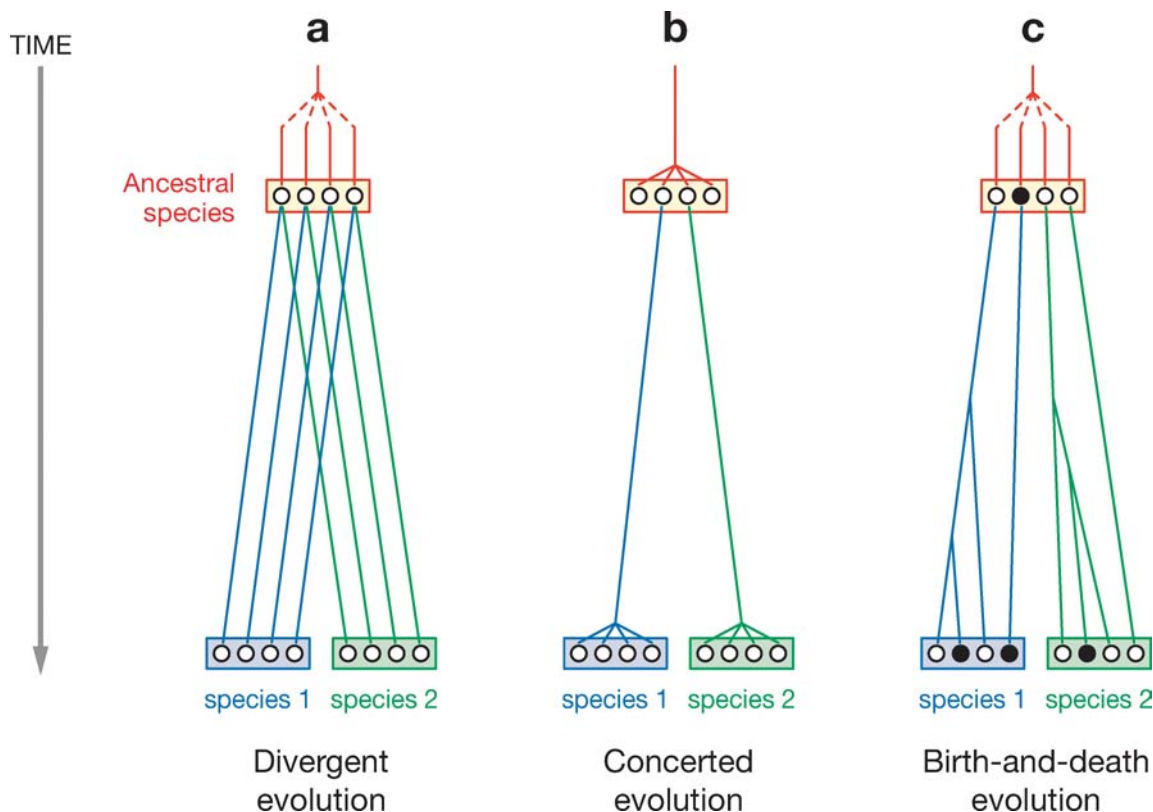 a
b
c
TIME
Ancestral
species
species 1
species 2
species 1
species 2
species 1
species 2
Divergent
evolution
Concerted
evolution
Birth-and-death
evolution